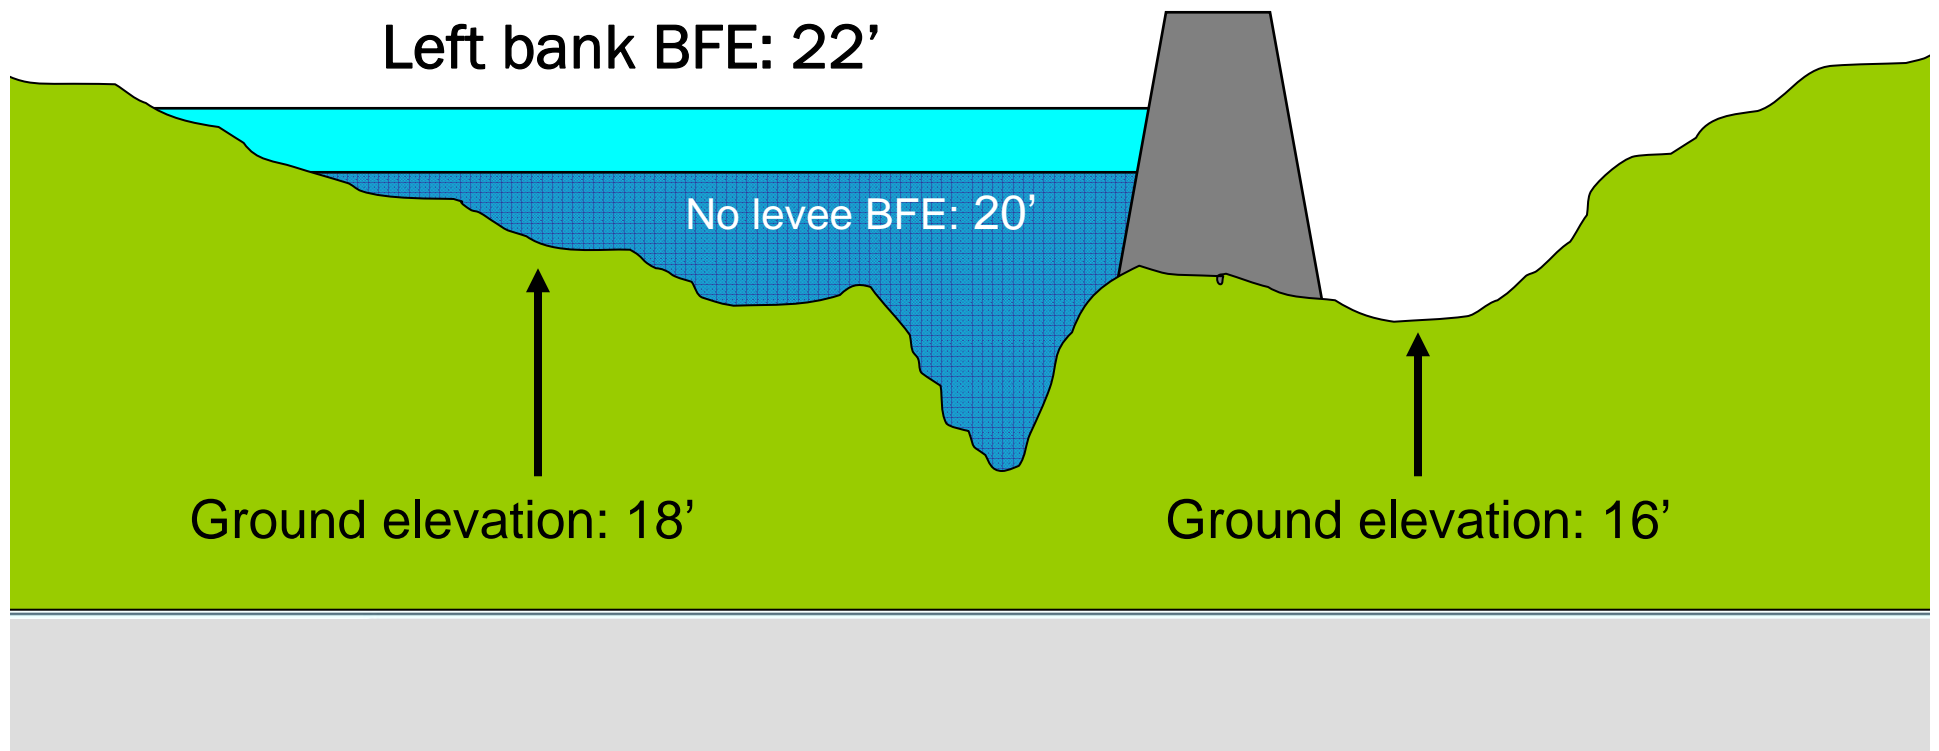 Left bank BFE: 22’
No levee BFE: 20’
Ground elevation: 18’
Ground elevation: 16’